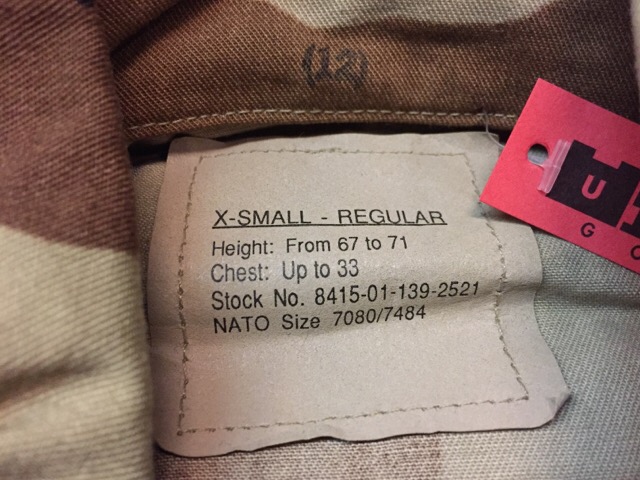 (22)
X-SMALL - REGULAR
Height: From 67 to 71
Chest: Up to 33
Stock No. 8415-01-139-2521
NATO Size 7080/7484
U
G